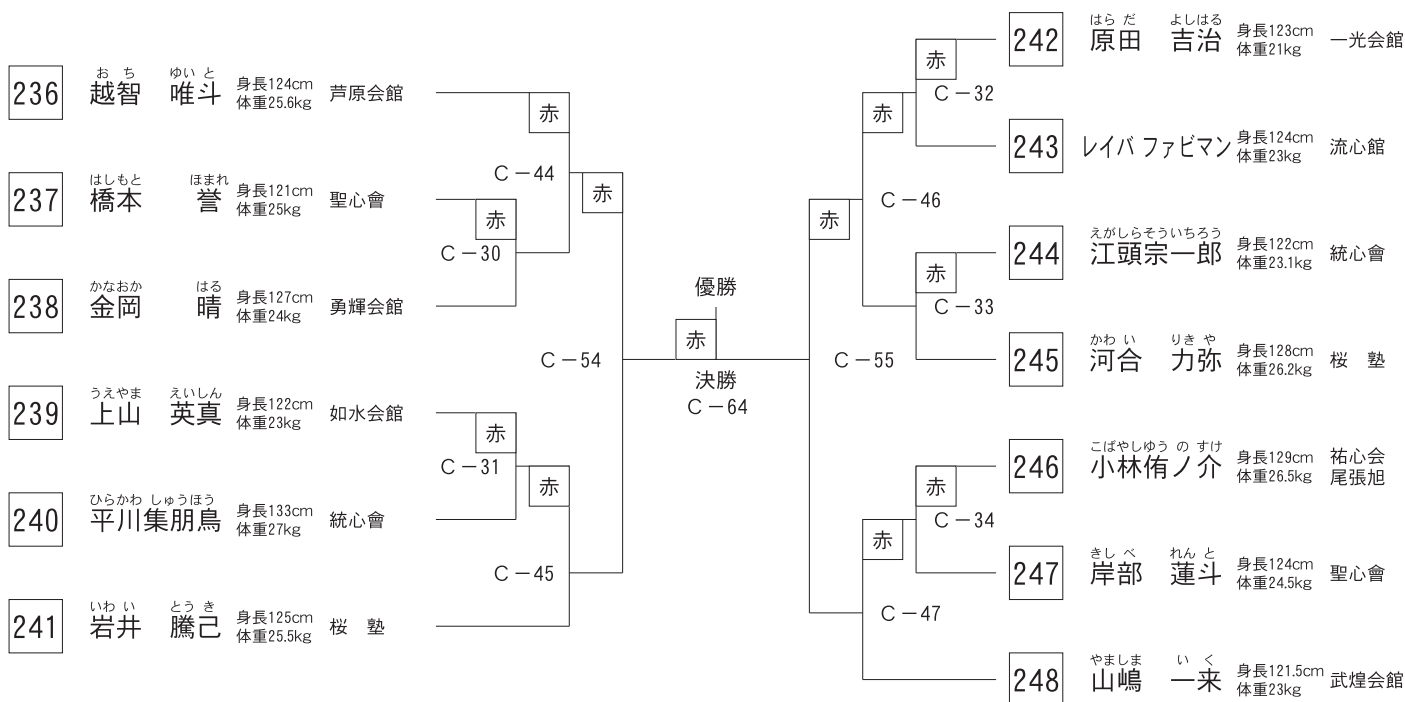 236
お ち ゆい と
越智 唯斗
身長124cm
体重25.6kg
芦原会館
237
はしもと ほまれ
橋本 誉
身長121cm
体重25kg
聖心會
238
かなおか はる
金岡 晴
身長127cm
体重24kg
勇輝会館
239
うえやま えいしん
上山 英真
身長122cm
体重23kg
如水会館
240
ひらかわ しゅうほう
平川集朋鳥
身長133cm
体重27kg
統心會
241
いわ い とう き
岩井 騰己
身長125cm
体重25.5kg
桜 塾
赤
C-44
赤
赤
C-30
C-54
赤
C-31
赤
C-45
優勝
赤
決勝
C-64
赤
C-32
赤
C-46
赤
赤
C-33
C-55
赤
C-34
赤
C-47
242
はら だ よしはる
原田 吉治
身長123cm
体重21kg
一光会館
243
レイバ ファビマン
身長124cm
体重23kg
流心館
244
えがしらそういちろう
江頭宗一郎
身長122cm
体重23.1kg
統心會
245
かわ い りき や
河合 力弥
身長128cm
体重26.2kg
桜 塾
246
こばやしゆう の すけ
小林侑ノ介
身長129cm
体重26.5kg
祐心会
尾張旭
247
きし べ れん と
岸部 蓮斗
身長124cm
体重24.5kg
聖心會
248
やましま い く
山嶋 一来
身長121.5cm
体重23kg
武煌会館